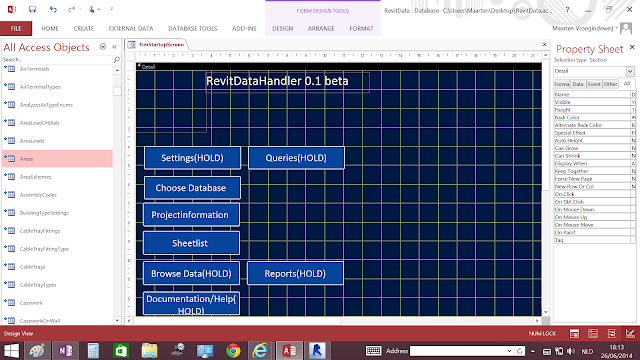 FORM DESIGN TOOLS
RevitData : Database- C:\Users\Maarten\Desktop\RevitData.ac...
FILE
HOME
CREATE
EXTERNAL DATA
DATABASE TOOLS
ADD-INS
DESIGN
ARRANGE
FORMAT
Maarten Vroegindeweij
All Access Objects
Search...
AirTerminals
AirTerminalTypes
AnalyzesAsTypeEnums
AreaLoadOnSlab
AreaLoads
Areas
AreaSchemes
AssemblyCodes
BuildingTypeSettings
CableTrayFittings
CableTrayFittingType
CableTrays
CableTrayTypes
Casework
CaseworkOnWall
FrmStartupScreen
Detail
RevitDataHandler 0.1 beta
Settings(HOLD)
Queries(HOLD)
Choose Database
Projectinformation
Sheetlist
Browse Data(HOLD)
Reports(HOLD)
Documentation/Help(
HOLD)
Property Sheet
Selection type: Section
Detail
Forma
Data
Event
Other
All
Name
Visible
Height
Back Color
Alternate Back Color
Special Effect
Auto Height
Can Grow
Can Shrink
Display When
Keep Together
Force New Page
New Row Or Col
On Click
On Dbl Click
On Mouse Down
On Mouse Up
On Mouse Move
On Paint
Tag
Design View
NUM LOCK
Address
NLD
18:13
26/06/2014